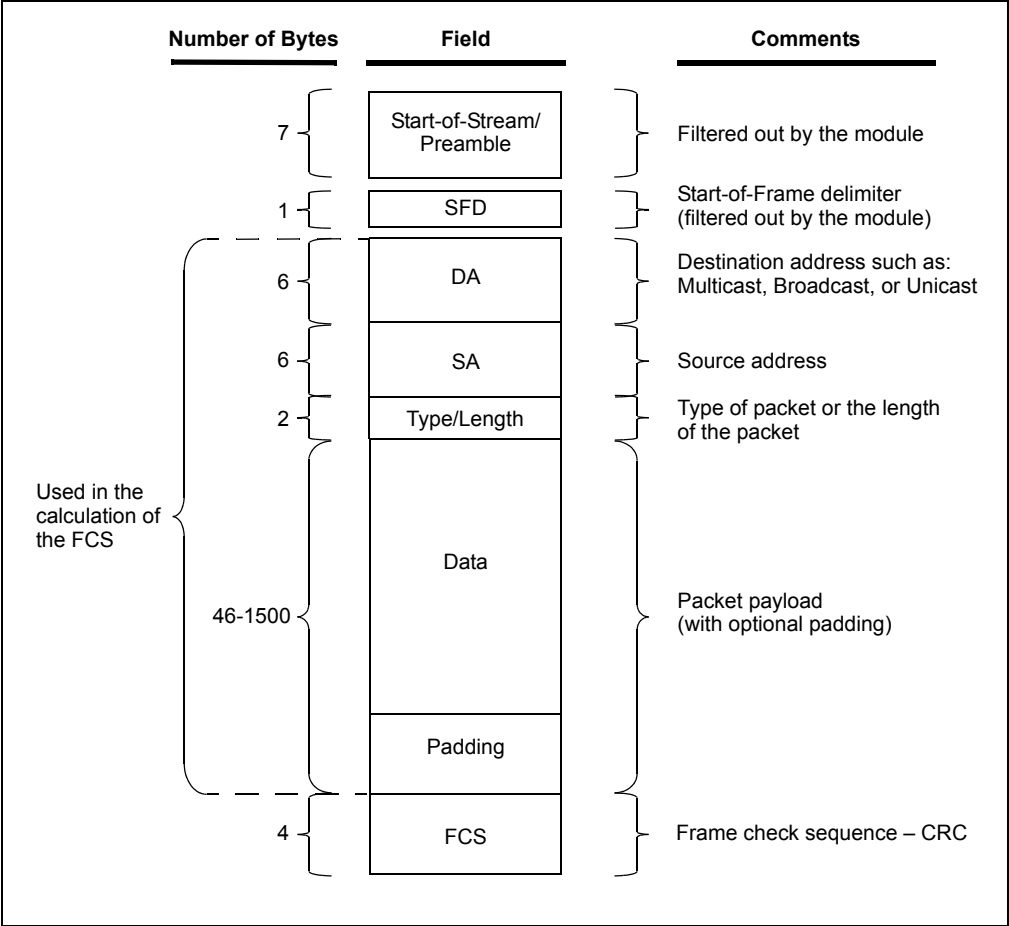 Number of Bytes Field Comments
7
Start-of-Stream/
Preamble
Filtered out by the module
1
SFD
Start-of-Frame delimiter
(filtered out by the module)
6
DA
Destination address such as:
Multicast, Broadcast, or Unicast
6
SA
Source address
2
Type/Length
Type of packet or the length
of the packet
Used in the
calculation of
the FCS
46-1500
Data
Packet payload
(with optional padding)
Padding
4
FCS
Frame check sequence – CRC